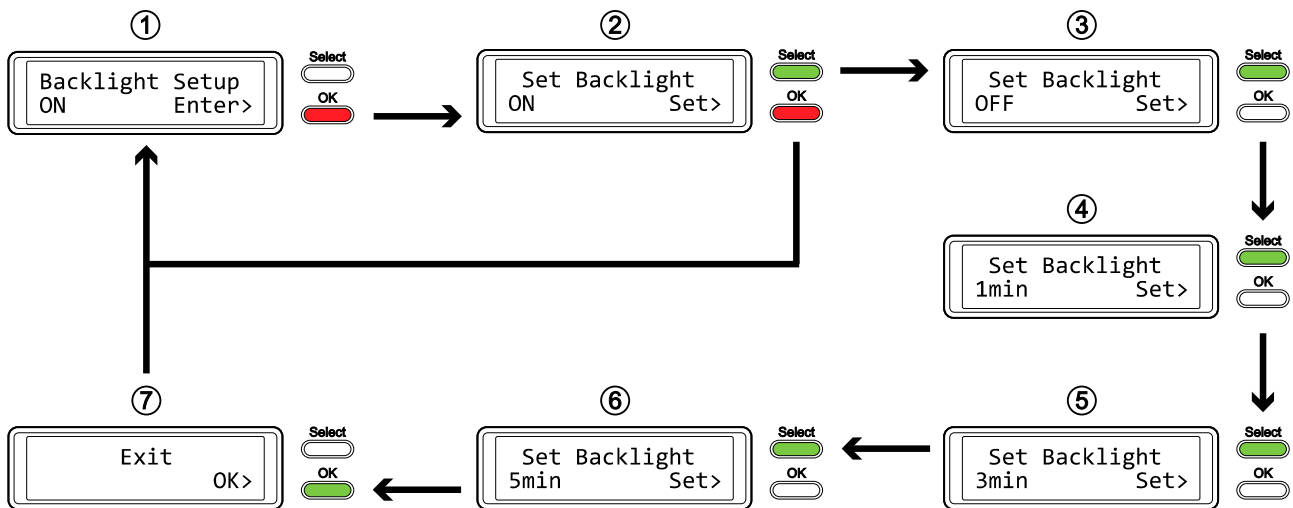 ①
Backlight Setup
ON Enter>
Select
OK
②
Set Backlight
ON Set>
Select
OK
③
Set Backlight
OFF Set>
Select
OK
④
Set Backlight
1min Set>
Select
OK
⑤
Set Backlight
3min Set>
Select
OK
⑥
Set Backlight
5min Set>
Select
OK
⑦
Exit
OK>
Select
OK